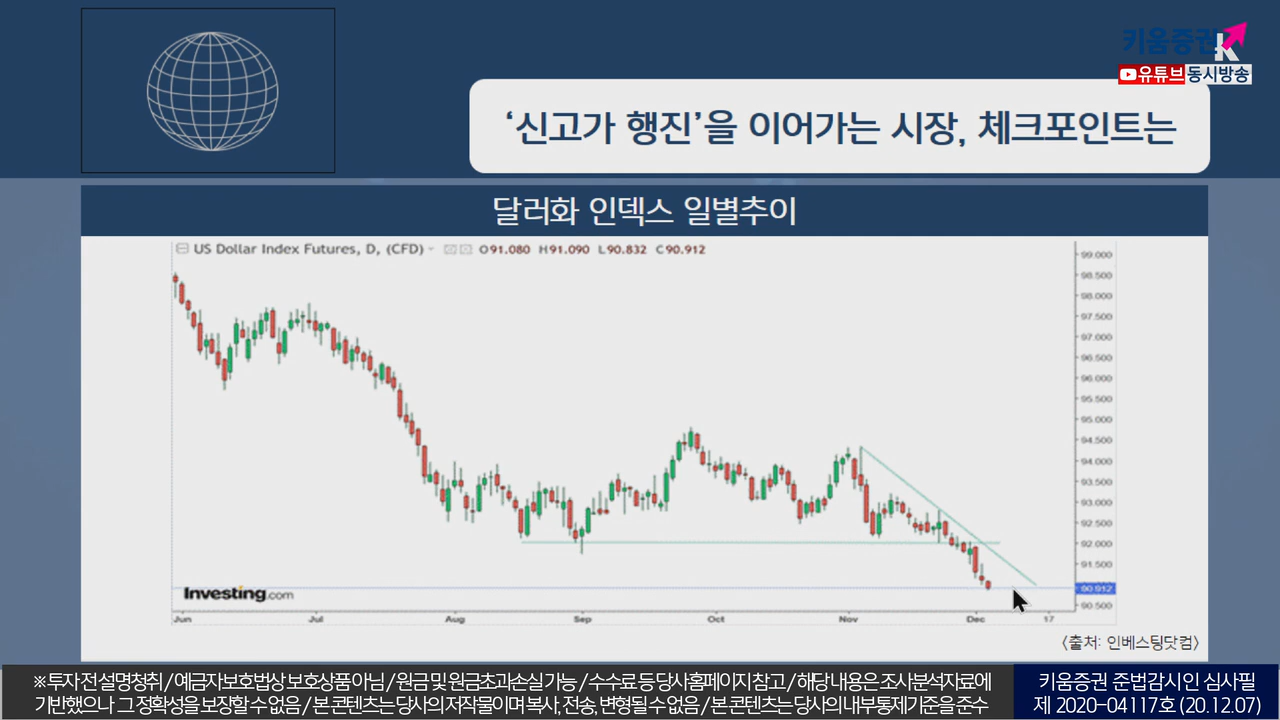 키움증권
유튜브동시방송
‘신고가 행진’을 이어가는 시장, 체크포인트는
달러화 인덱스 일별추이
US Dollar Index Futures, D, (CFD) O91.080 H91.090 L90.832 C90.912
99.000
98.500
98.000
97.500
97.000
96.500
96.000
95.500
95.000
94.500
94.000
93.500
93.000
92.500
92.000
91.500
90.912
90.500
Investing.com
Jun Jul Aug Sep Oct Nov Dec 17
<출처: 인베스팅닷컴>
※ 투자 전 설명청취 / 예금자보호법상 보호상품 아님 / 원금 및 원금초과손실 가능 / 수수료 등 당사홈페이지 참고 / 해당 내용은 조사분석자료에
기반했으나 그 정확성을 보장할 수 없음 / 본 콘텐츠는 당사의 저작물이며 복사, 전송, 변형될 수 없음 / 본 콘텐츠는 당사의 내부통제기준을 준수
키움증권 준법감시인 심사필
제 2020-04117호 (20.12.07)